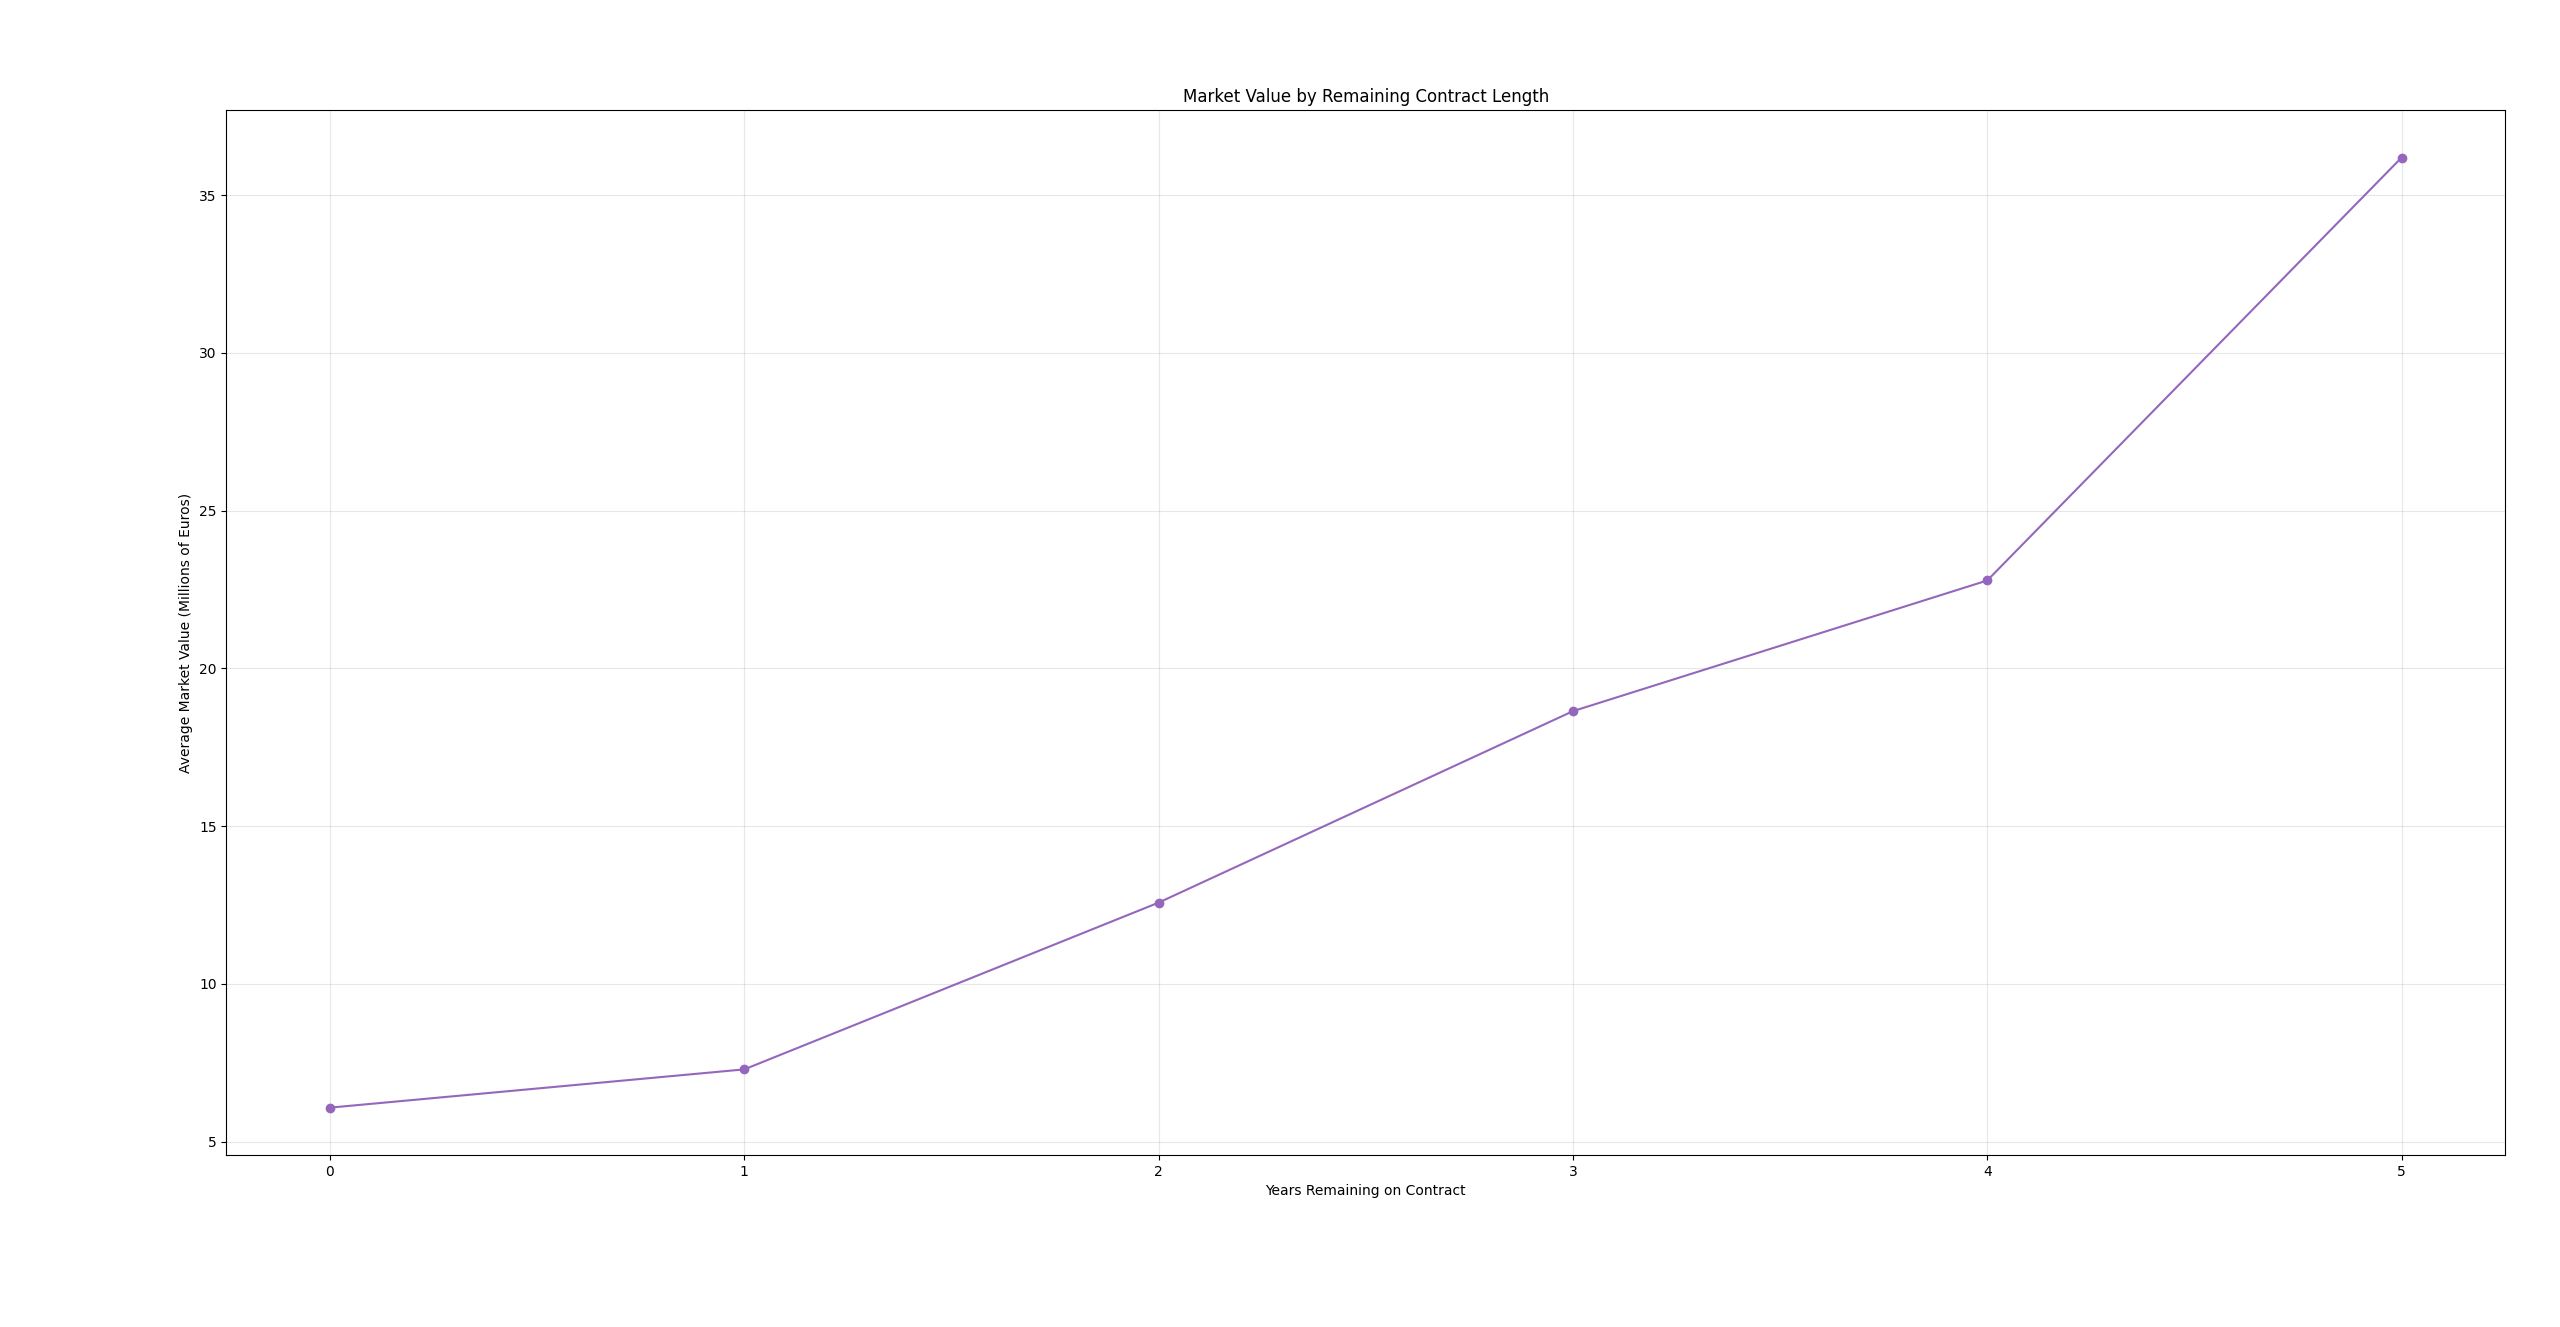 Market Value by Remaining Contract Length
Average Market Value (Millions of Euros)
35
30
25
20
15
10
5
0 1 2 3 4 5
Years Remaining on Contract